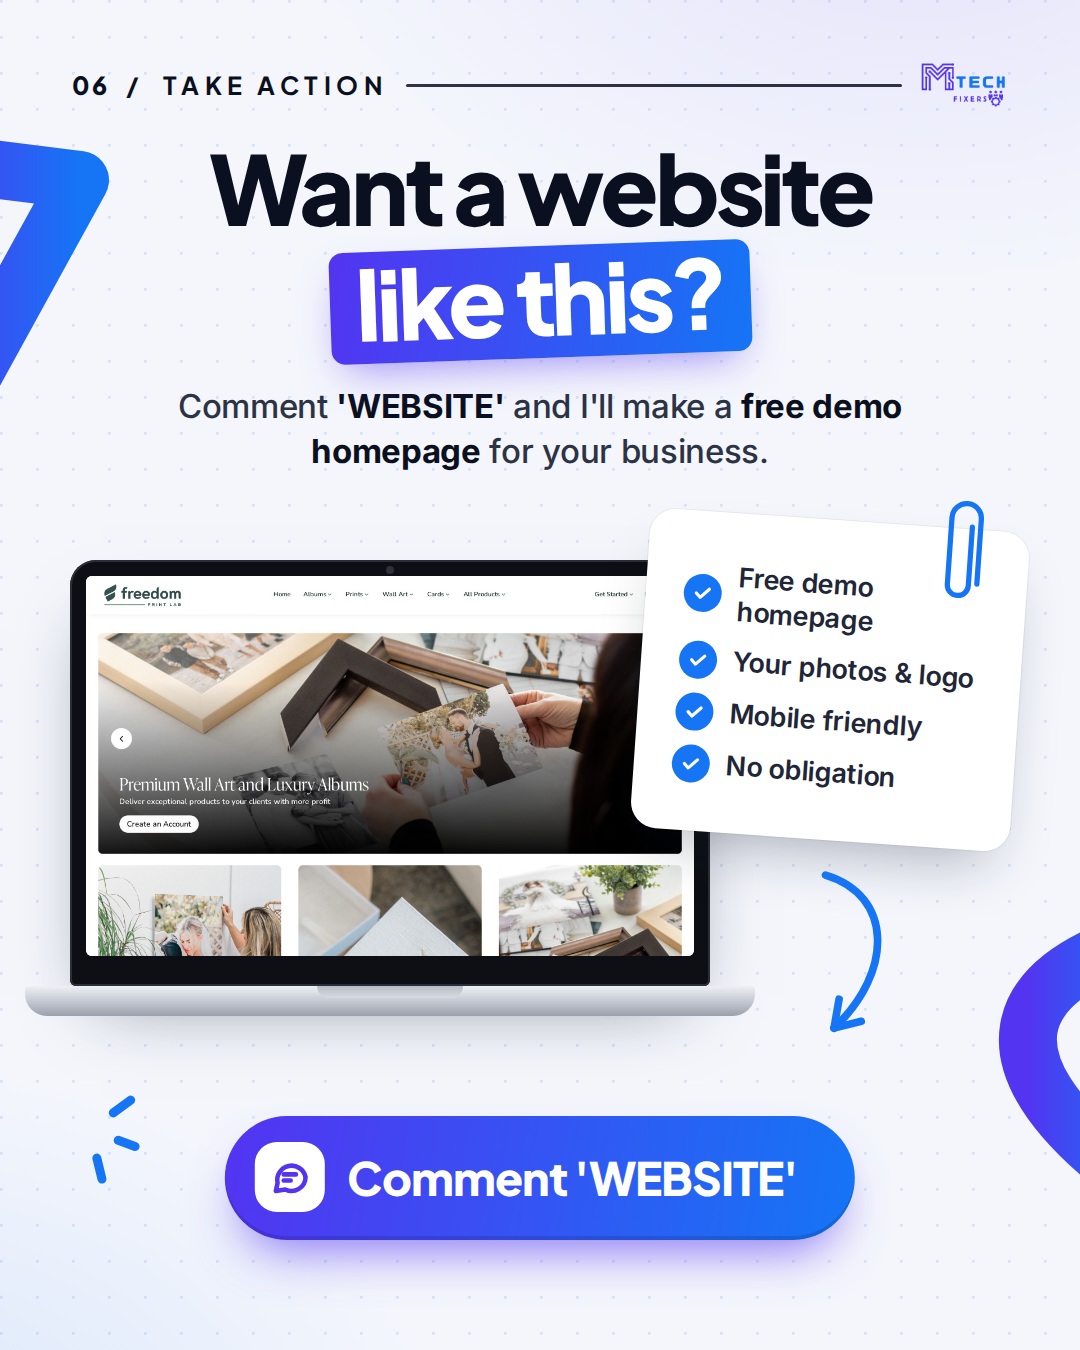 06 / TAKE ACTION
MTECH
FIXERS
Want a website
like this?
Comment 'WEBSITE' and I'll make a free demo
homepage for your business.
freedom
PRINT LAB
Home Albums Prints Wall Art Cards All Products Get Started
Premium Wall Art and Luxury Albums
Deliver exceptional products to your clients with more profit
Create an Account
Free demo
homepage
Your photos & logo
Mobile friendly
No obligation
Comment 'WEBSITE'